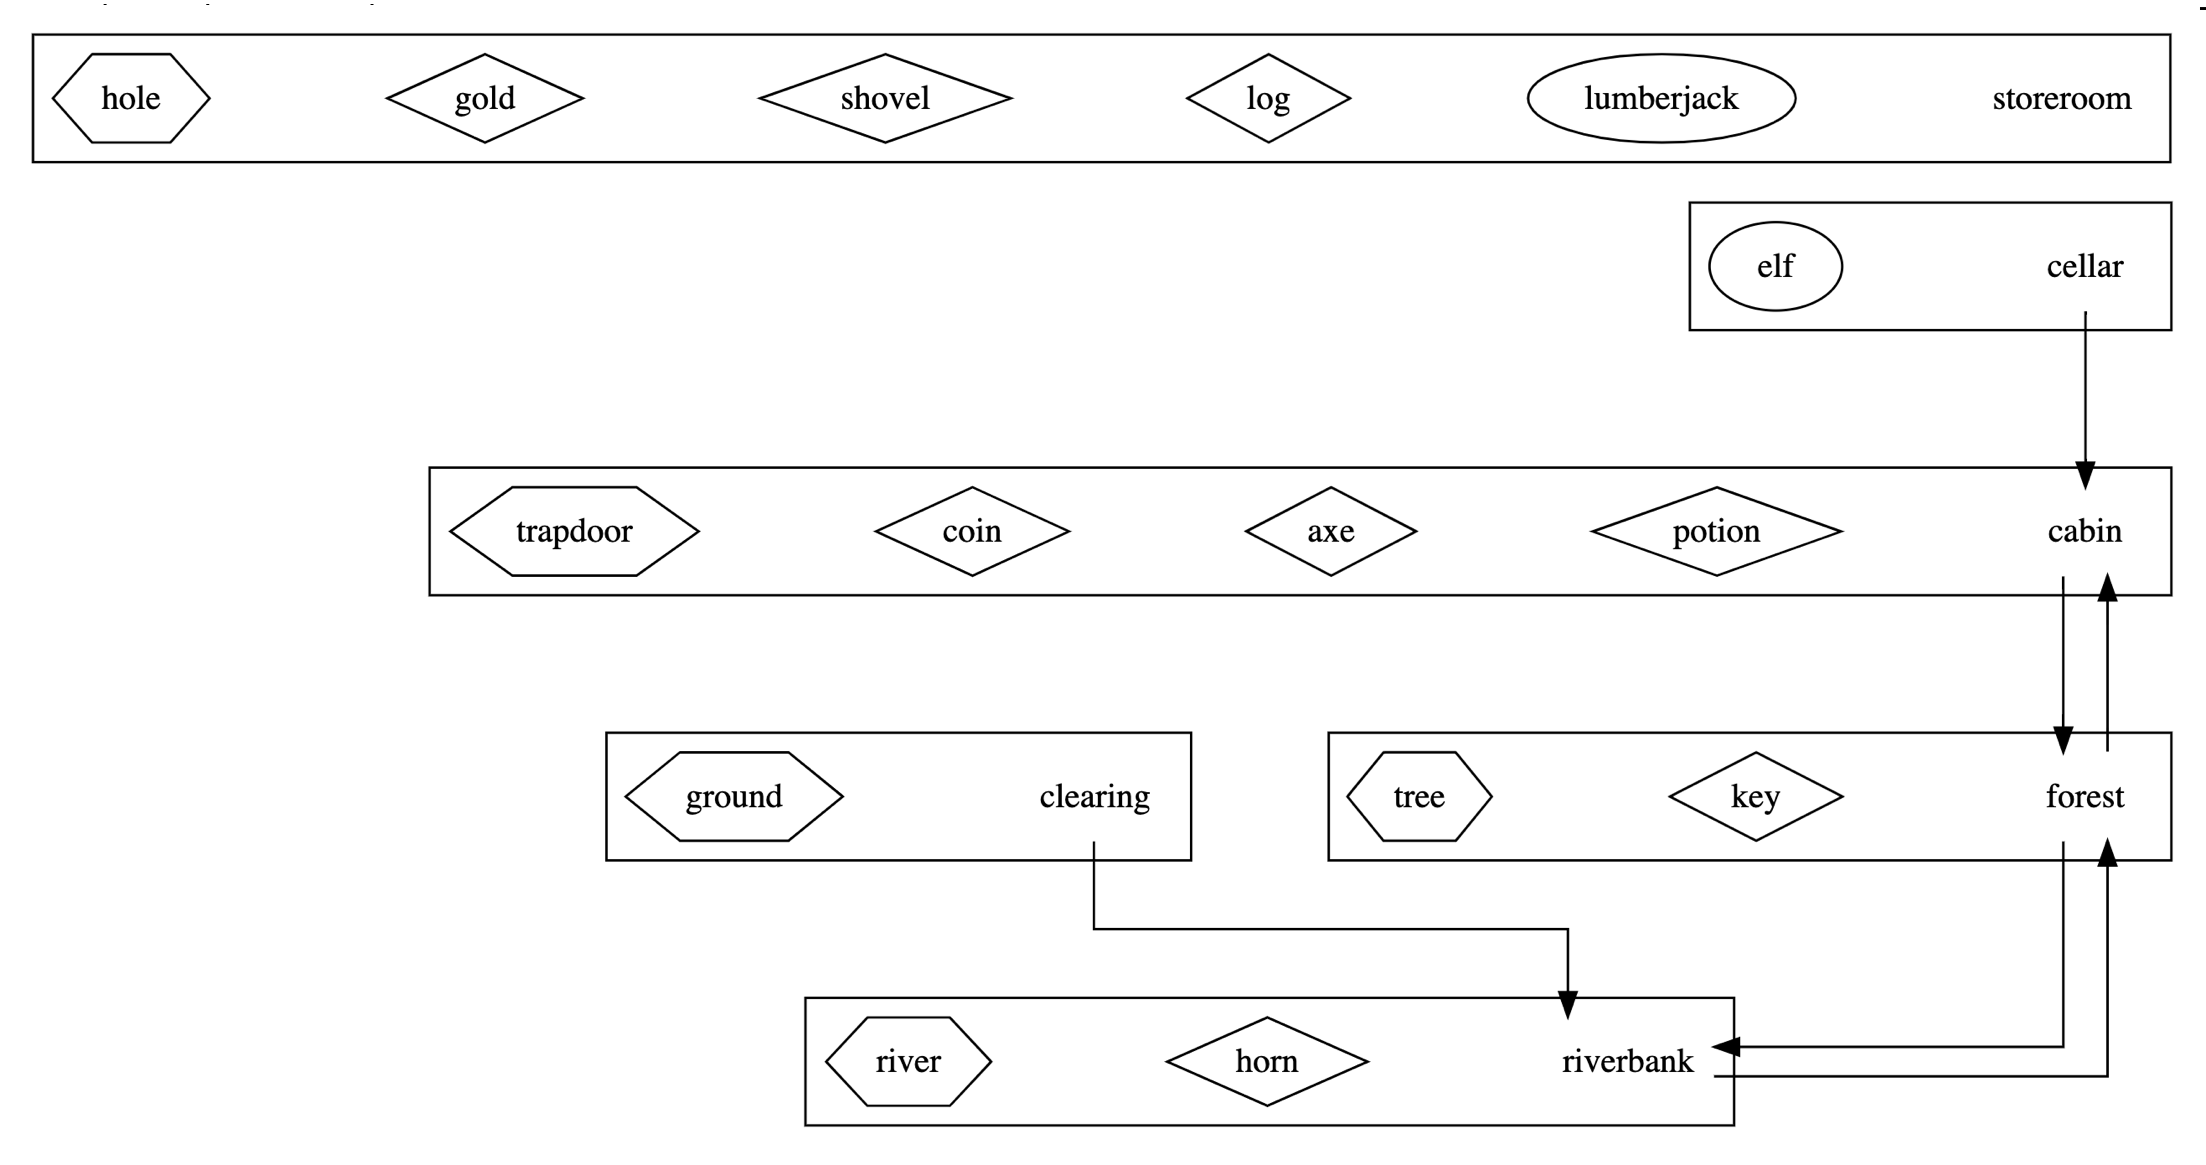 hole gold shovel log lumberjack storeroom
elf cellar
trapdoor coin axe potion cabin
ground clearing tree key forest
river horn riverbank